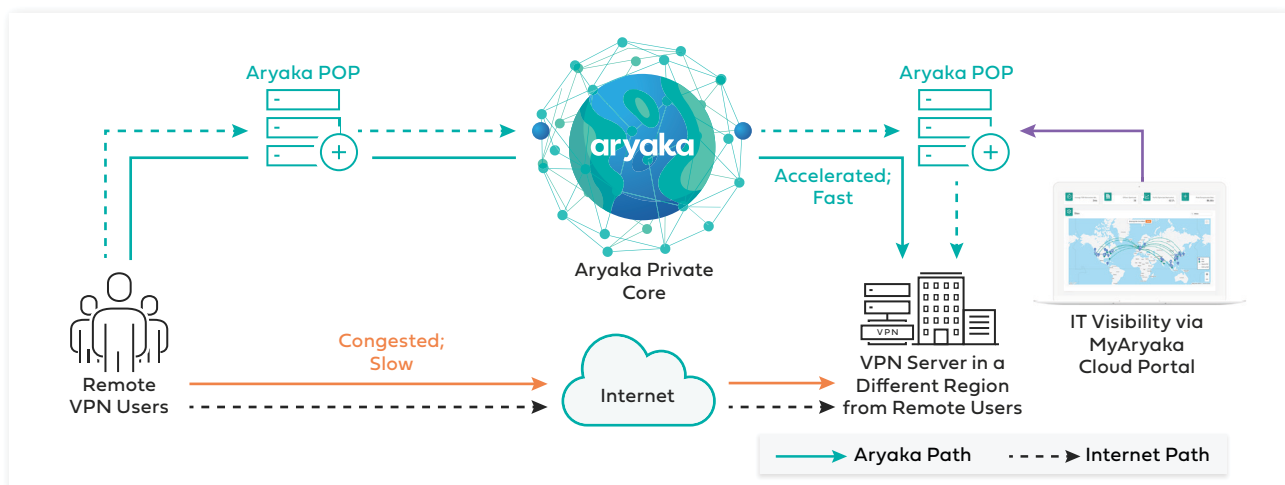 Aryaka POP
Aryaka POP
aryaka
Accelerated;
Fast
Aryaka Private
Core
Remote
VPN Users
Congested;
Slow
Internet
VPN
VPN Server in a
Different Region
from Remote Users
IT Visibility via
MyAryaka
Cloud Portal
Aryaka Path
Internet Path